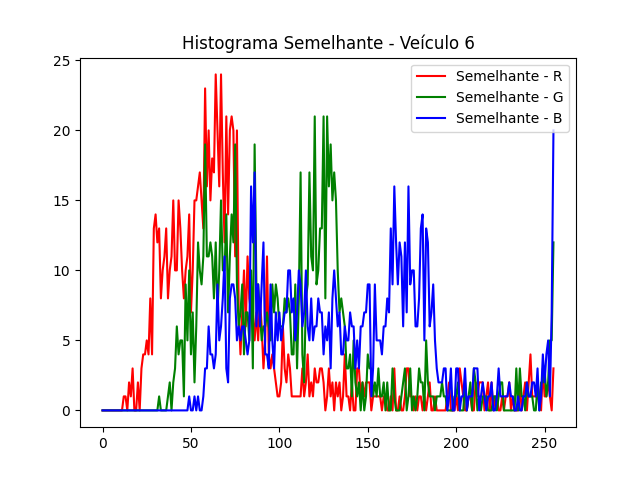 Histograma Semelhante - Veículo 6
Semelhante - R
Semelhante - G
Semelhante - B
25
20
15
10
5
0
0 50 100 150 200 250